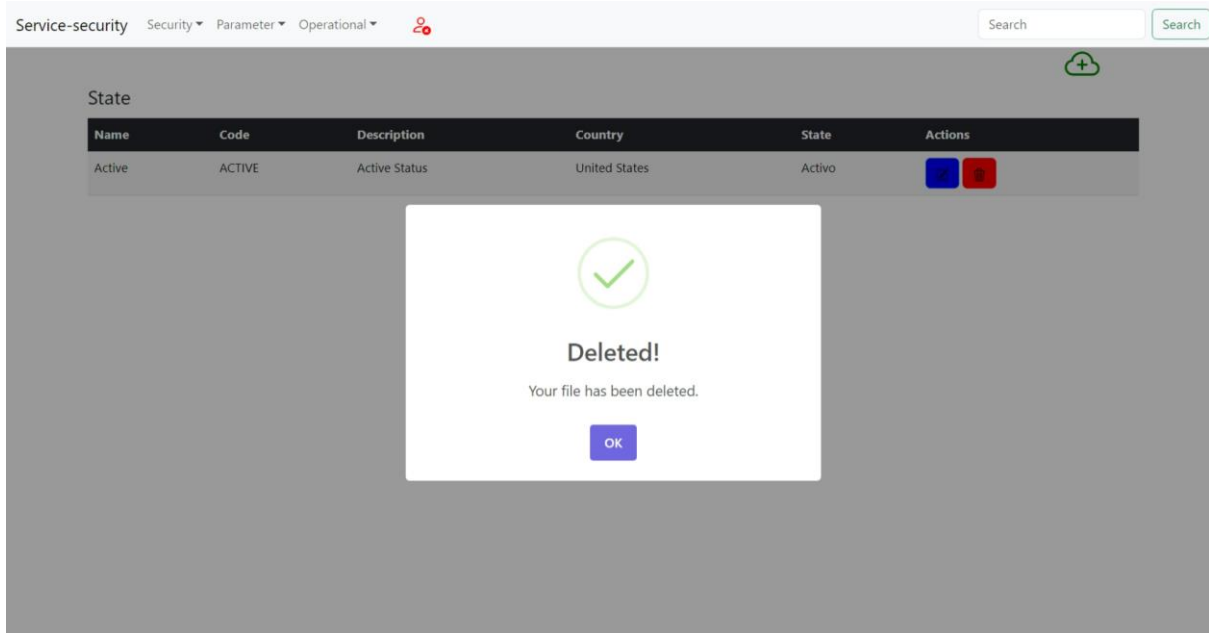 Service-security Security Parameter Operational Search Search
State
Name Code Description Country State Actions
Active ACTIVE Active Status United States Activo
Deleted!
Your file has been deleted.
OK